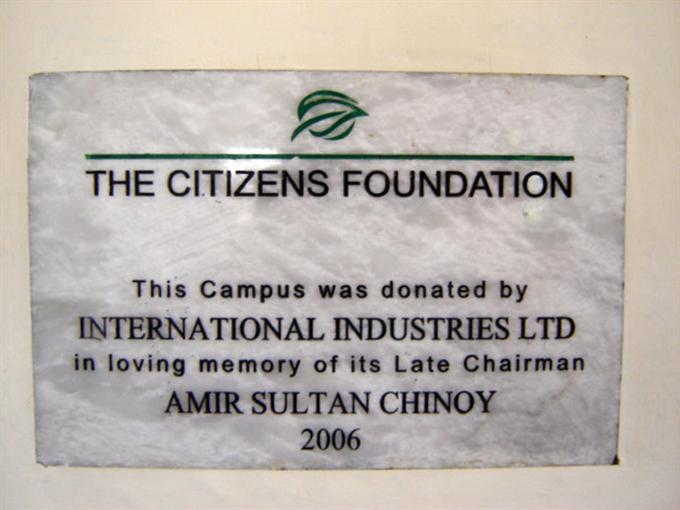 THE CITIZENS FOUNDATION
This Campus was donated by
INTERNATIONAL INDUSTRIES LTD
in loving memory of its Late Chairman
AMIR SULTAN CHINOY
2006